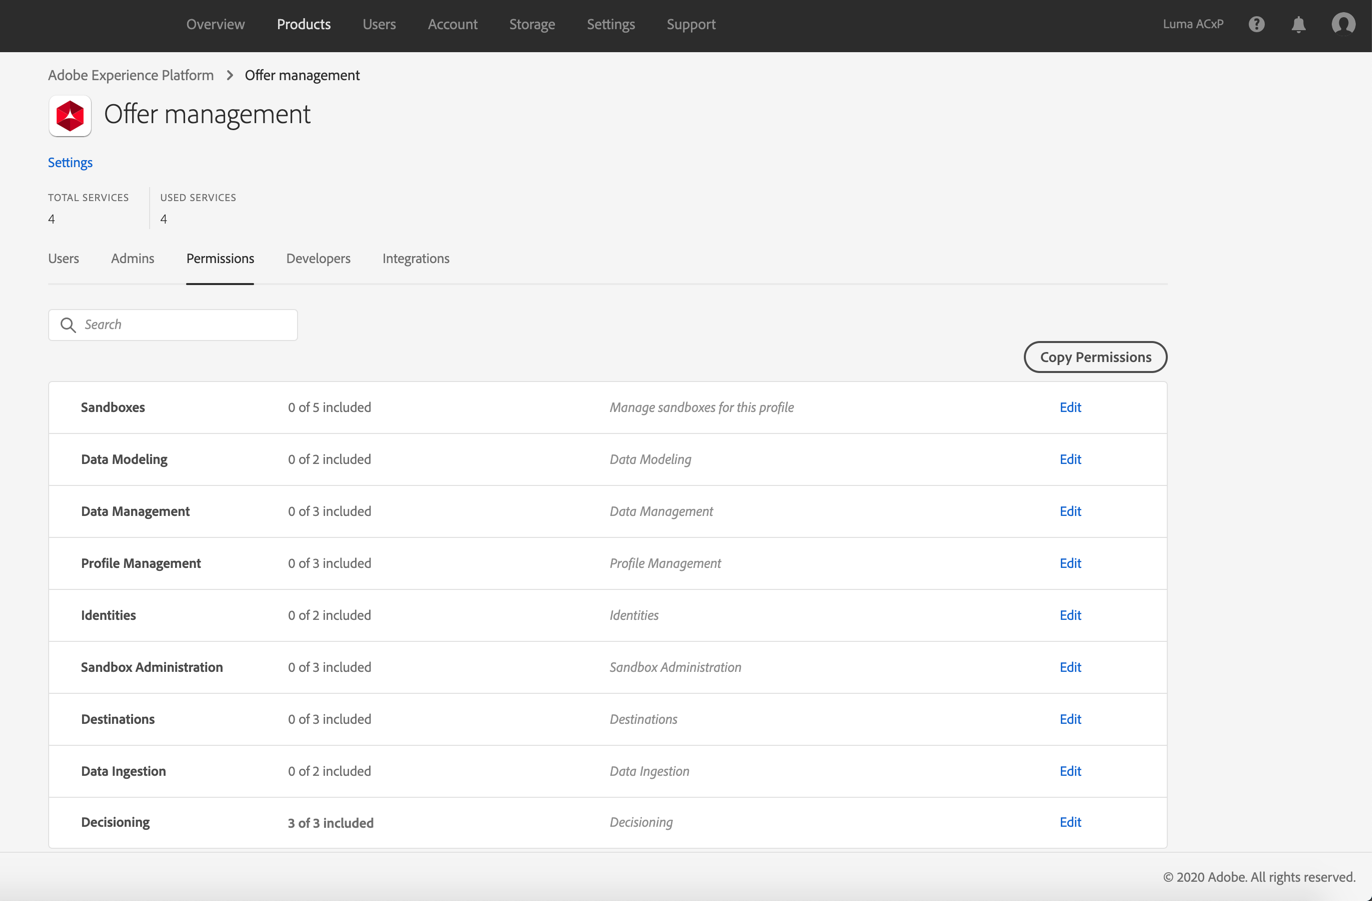 Overview Products Users Account Storage Settings Support Luma ACxP
Adobe Experience Platform > Offer management
Offer management
Settings
TOTAL SERVICES USED SERVICES
4 4
Users Admins Permissions Developers Integrations
Search
Copy Permissions
Sandboxes 0 of 5 included Manage sandboxes for this profile Edit
Data Modeling 0 of 2 included Data Modeling Edit
Data Management 0 of 3 included Data Management Edit
Profile Management 0 of 3 included Profile Management Edit
Identities 0 of 2 included Identities Edit
Sandbox Administration 0 of 3 included Sandbox Administration Edit
Destinations 0 of 3 included Destinations Edit
Data Ingestion 0 of 2 included Data Ingestion Edit
Decisioning 3 of 3 included Decisioning Edit
© 2020 Adobe. All rights reserved.